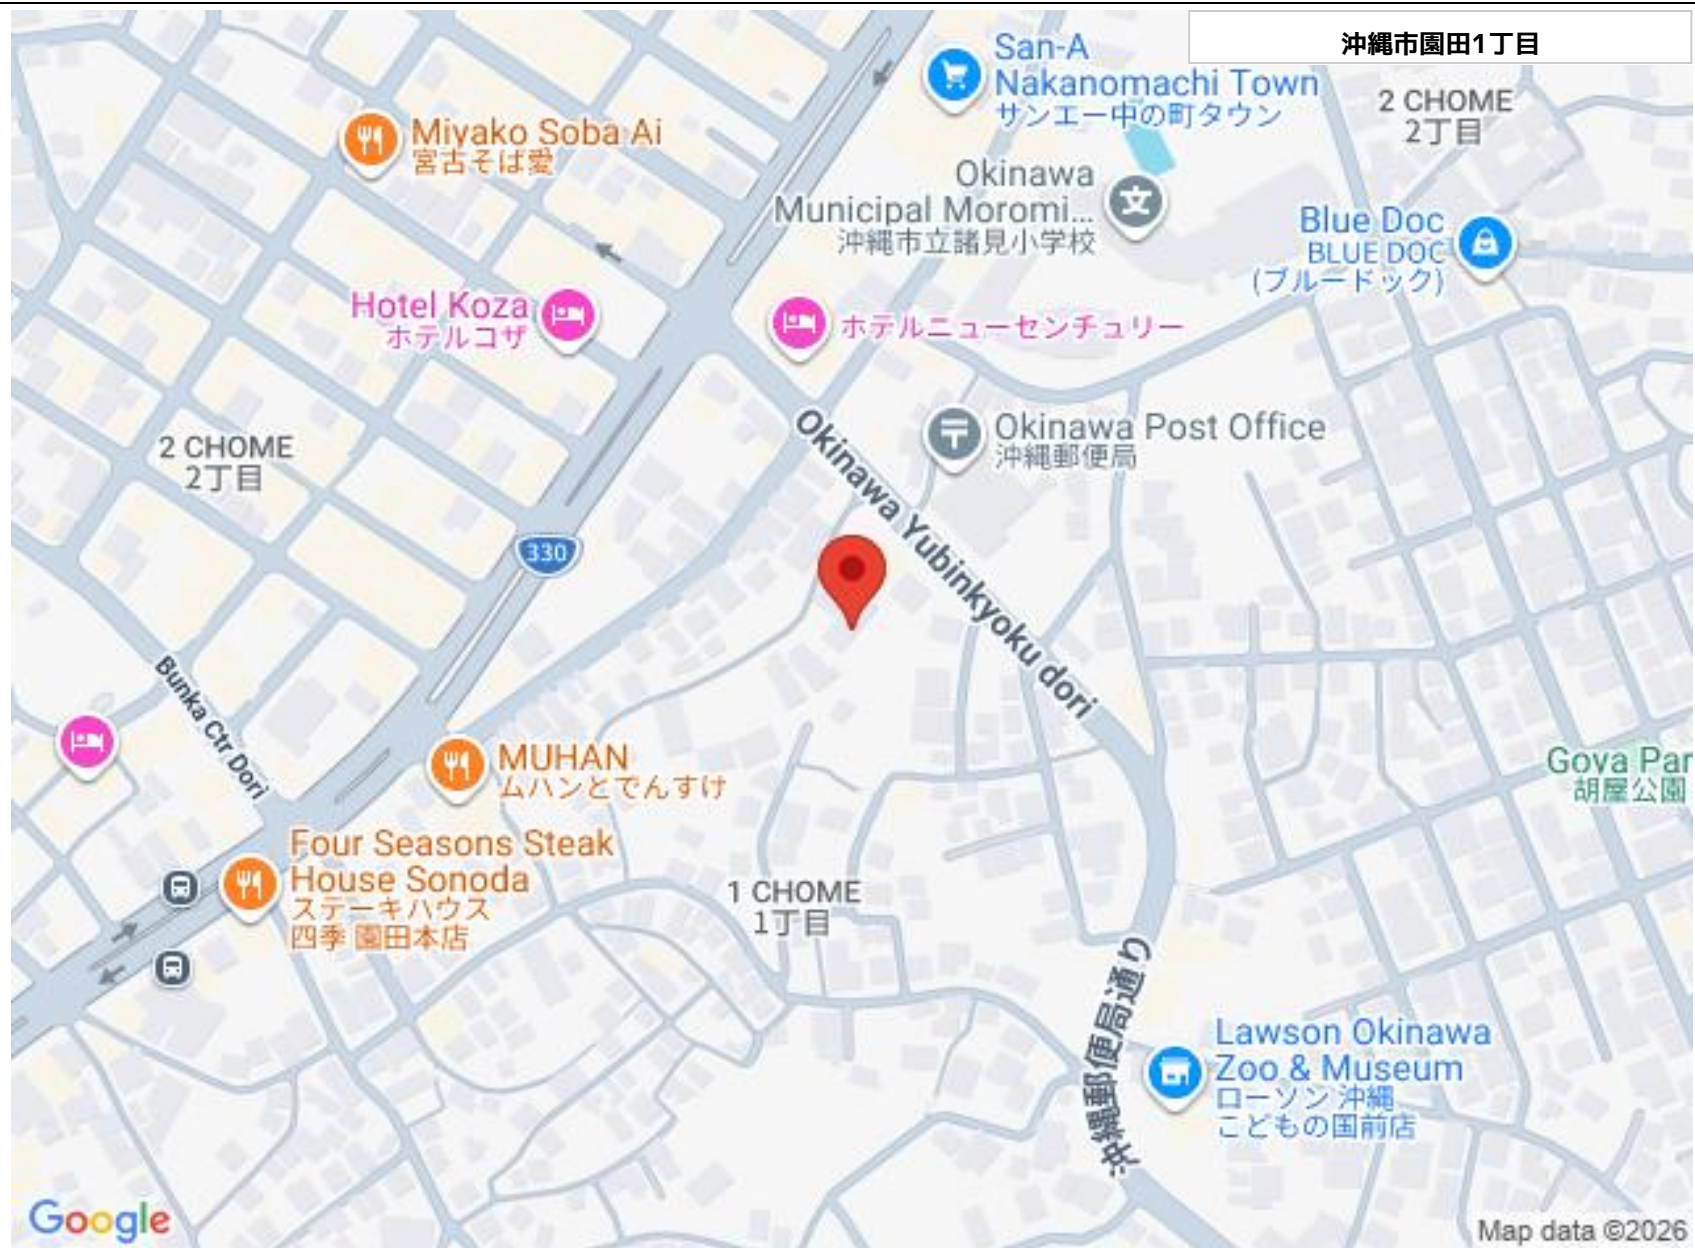 沖縄市園田1丁目
San-A
Nakanomachi Town
サンエー中の町タウン
2 CHOME
2丁目
Miyako Soba Ai
宮古そば愛
Okinawa
Municipal Moromi...
沖縄市立諸見小学校
文
Blue Doc
BLUE DOC
(ブルードック)
Hotel Koza
ホテルコザ
ホテルニューセンチュリー
Okinawa Post Office
沖縄郵便局
2 CHOME
2丁目
Okinawa Yubinkyoku dori
330
Bunka Ctr Dori
MUHAN
ムハンとでんすけ
Goya Par
胡屋公園
Four Seasons Steak
House Sonoda
ステーキハウス
四季 園田本店
1 CHOME
1丁目
沖縄郵便局通り
Lawson Okinawa
Zoo & Museum
ローソン 沖縄
こどもの国前店
Google
Map data ©2026